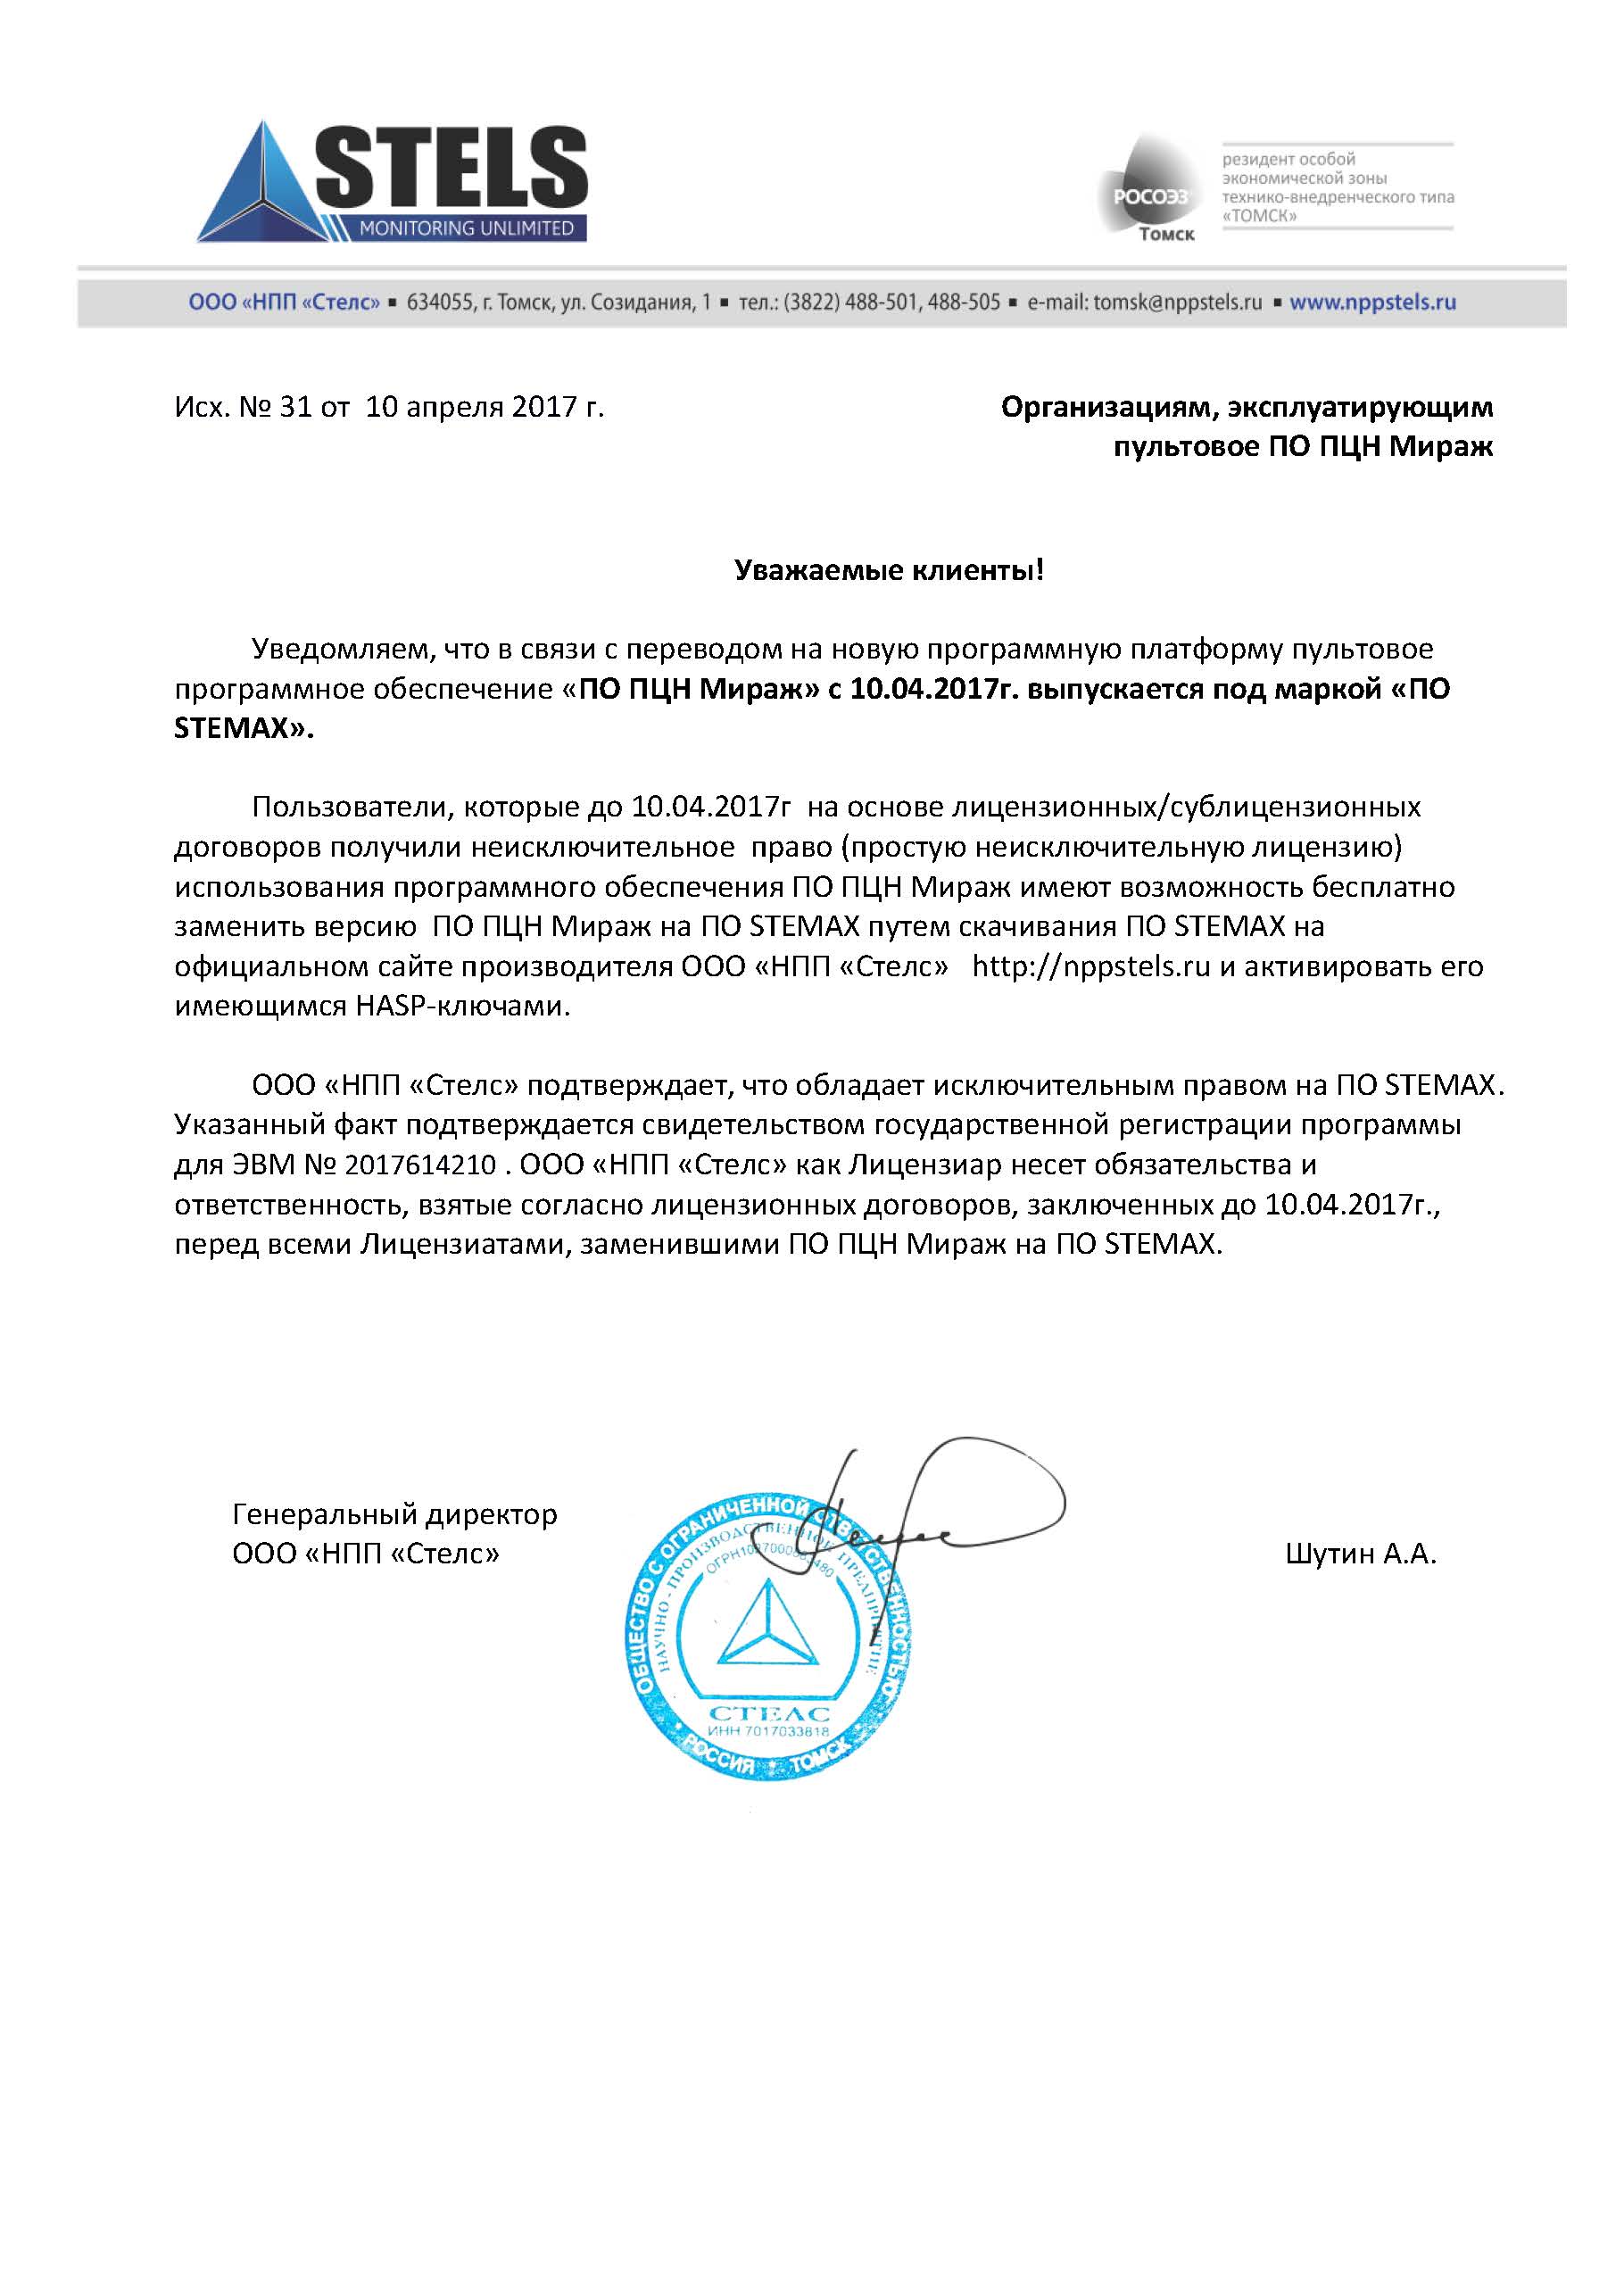 STELS
MONITORING UNLIMITED
РОСОЭЗ
Томск
резидент особой
экономической зоны
технико-внедренческого типа
«ТОМСК»
ООО «НПП «Стелс» ▪ 634055, г. Томск, ул. Созидания, 1 ▪ тел.: (3822) 488-501, 488-505 ▪ e-mail: tomsk@nppstels.ru ▪ www.nppstels.ru
Исх. № 31 от 10 апреля 2017 г.
Организациям, эксплуатирующим
пультовое ПО ПЦН Мираж
Уважаемые клиенты!
Уведомляем, что в связи с переводом на новую программную платформу пультовое
программное обеспечение «ПО ПЦН Мираж» с 10.04.2017г. выпускается под маркой «ПО
STEMAX».
Пользователи, которые до 10.04.2017г на основе лицензионных/сублицензионных
договоров получили неисключительное право (простую неисключительную лицензию)
использования программного обеспечения ПО ПЦН Мираж имеют возможность бесплатно
заменить версию ПО ПЦН Мираж на ПО STEMAX путем скачивания ПО STEMAX на
официальном сайте производителя ООО «НПП «Стелс» http://nppstels.ru и активировать его
имеющимся HASP-ключами.
ООО «НПП «Стелс» подтверждает, что обладает исключительным правом на ПО STEMAX.
Указанный факт подтверждается свидетельством государственной регистрации программы
для ЭВМ № 2017614210 . ООО «НПП «Стелс» как Лицензиар несет обязательства и
ответственность, взятые согласно лицензионных договоров, заключенных до 10.04.2017г.,
перед всеми Лицензиатами, заменившими ПО ПЦН Мираж на ПО STEMAX.
Генеральный директор
ООО «НПП «Стелс»
Шутин А.А.
ОБЩЕСТВО С ОГРАНИЧЕННОЙ ОТВЕТСТВЕННОСТЬЮ
НАУЧНО - ПРОИЗВОДСТВЕННОЕ ПРЕДПРИЯТИЕ
СТЕЛС
ИНН 7017033818
РОССИЯ * ТОМСК